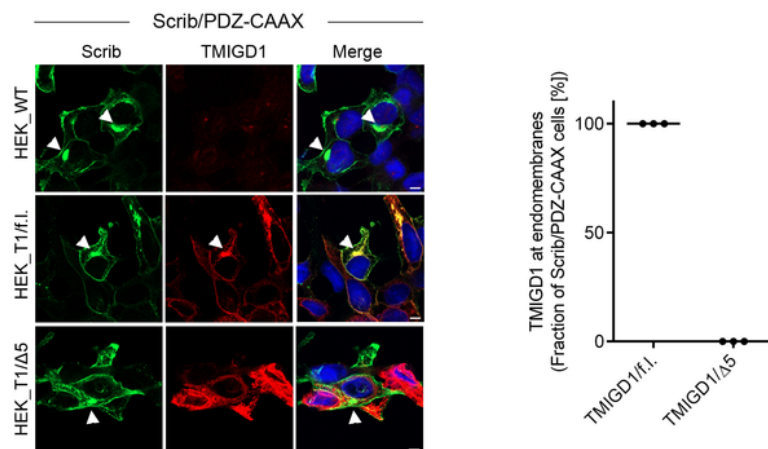 Scrib/PDZ-CAAX
Scrib TMIGD1 Merge
HEK_WT
HEK_T1/f.l.
HEK_T1/Δ5
TMIGD1 at endomembranes
(Fraction of Scrib/PDZ-CAAX cells [%])
100
50
0
TMIGD1/f.l.
TMIGD1/Δ5